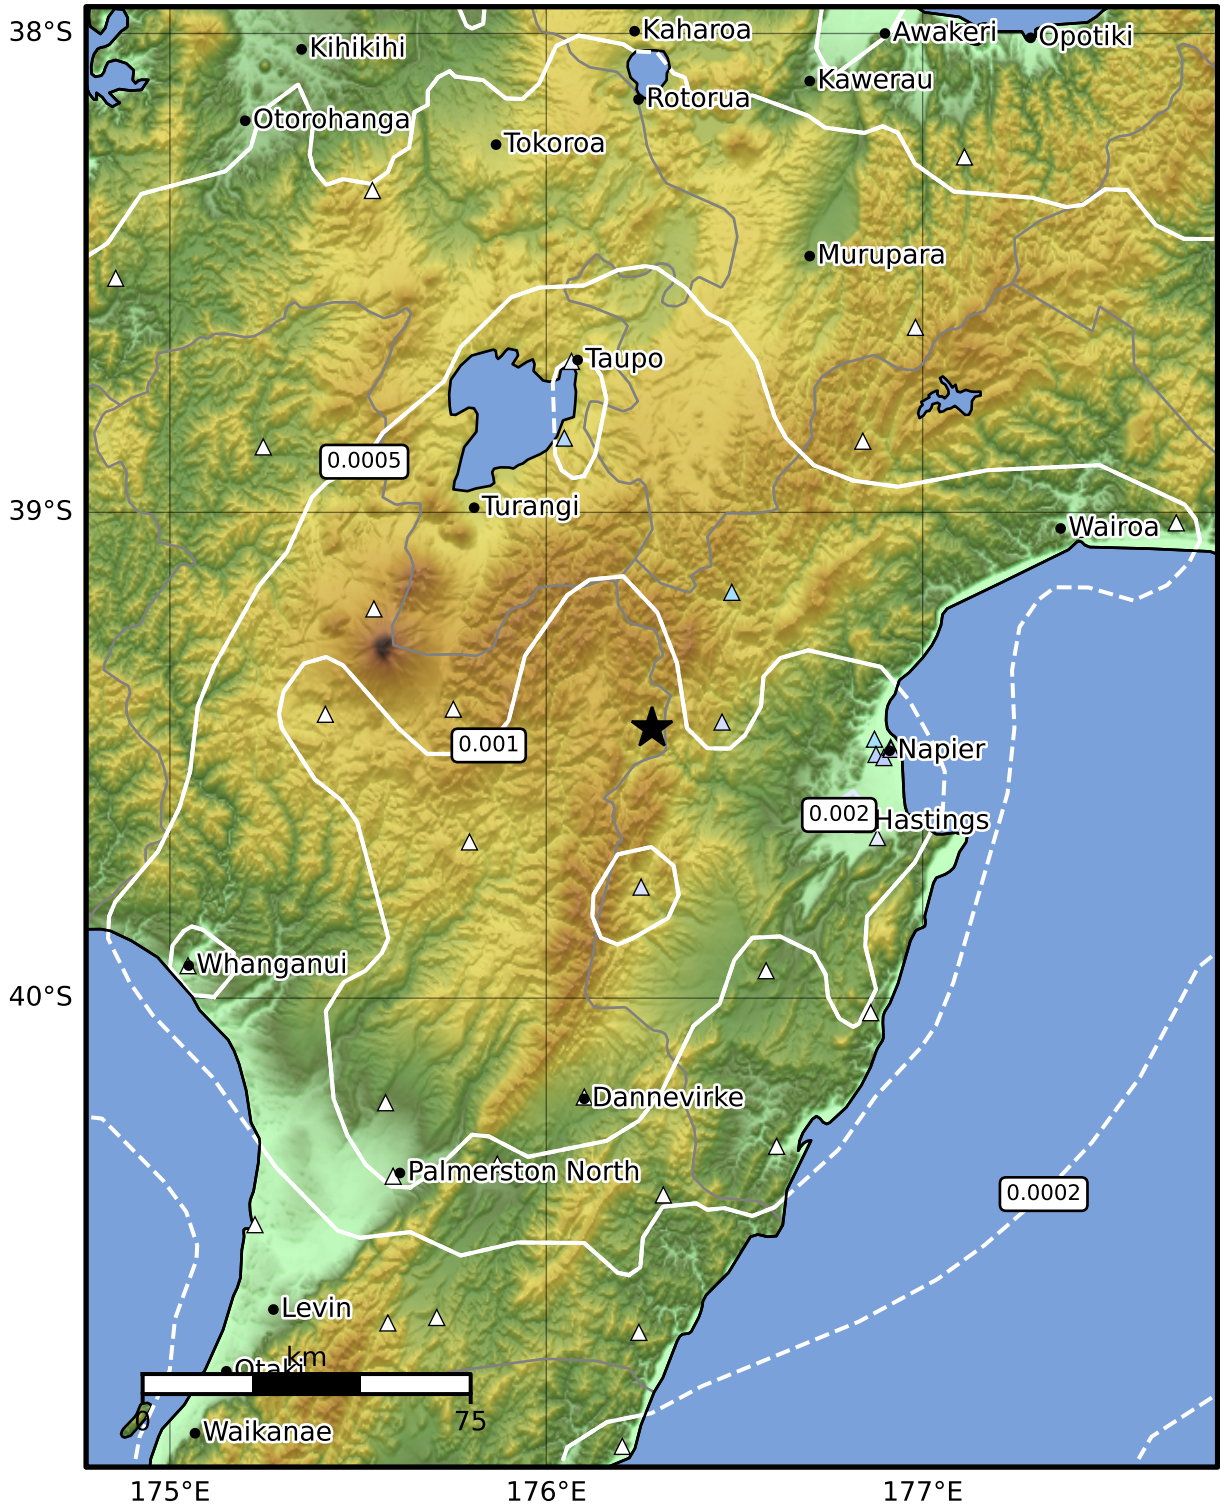 38°S
Kaharoa
Awakeri
Opotiki
Kihikihi
Kawerau
Rotorua
Otorohanga
Tokoroa
Murupara
Taupo
0.0005
Turangi
39°S
Wairoa
0.001
Napier
0.002
Hastings
Whanganui
40°S
Dannevirke
Palmerston North
0.0002
Levin
km
Otaki
0
75
Waikanae
175°E
176°E
177°E